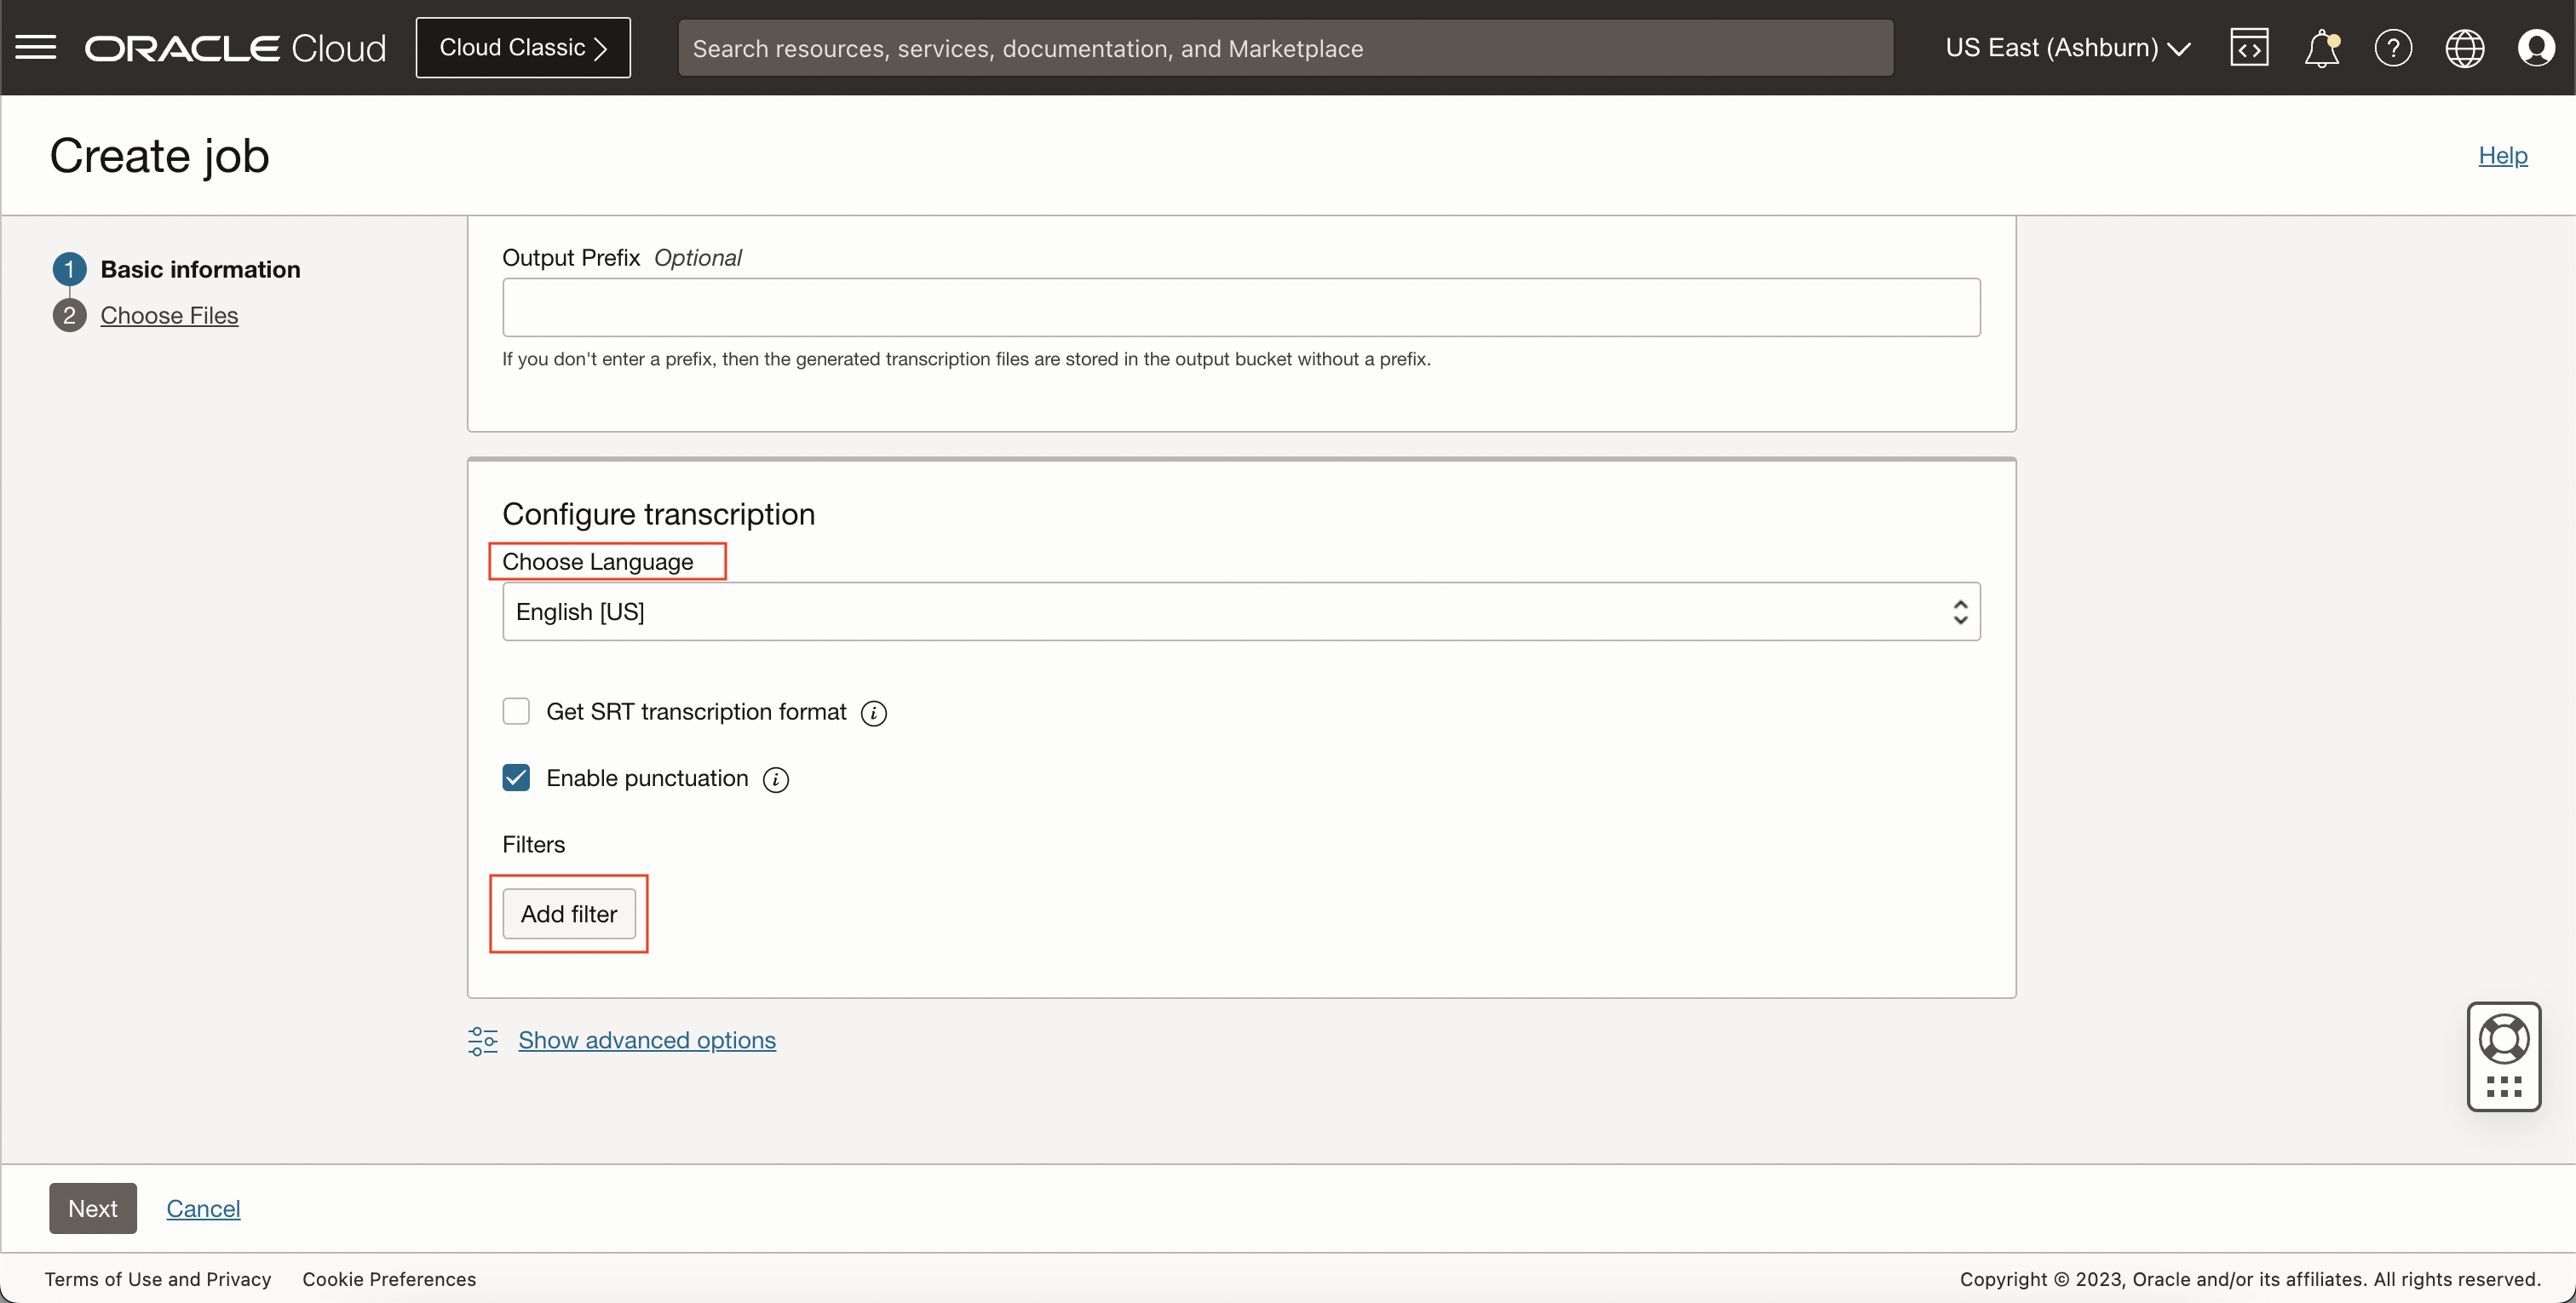 ORACLE Cloud
Cloud Classic
Search resources, services, documentation, and Marketplace
US East (Ashburn)
Create job
Help
1 Basic information
2 Choose Files
Output Prefix Optional
If you don't enter a prefix, then the generated transcription files are stored in the output bucket without a prefix.
Configure transcription
Choose Language
English [US]
Get SRT transcription format
Enable punctuation
Filters
Add filter
Show advanced options
Next
Cancel
Terms of Use and Privacy
Cookie Preferences
Copyright © 2023, Oracle and/or its affiliates. All rights reserved.